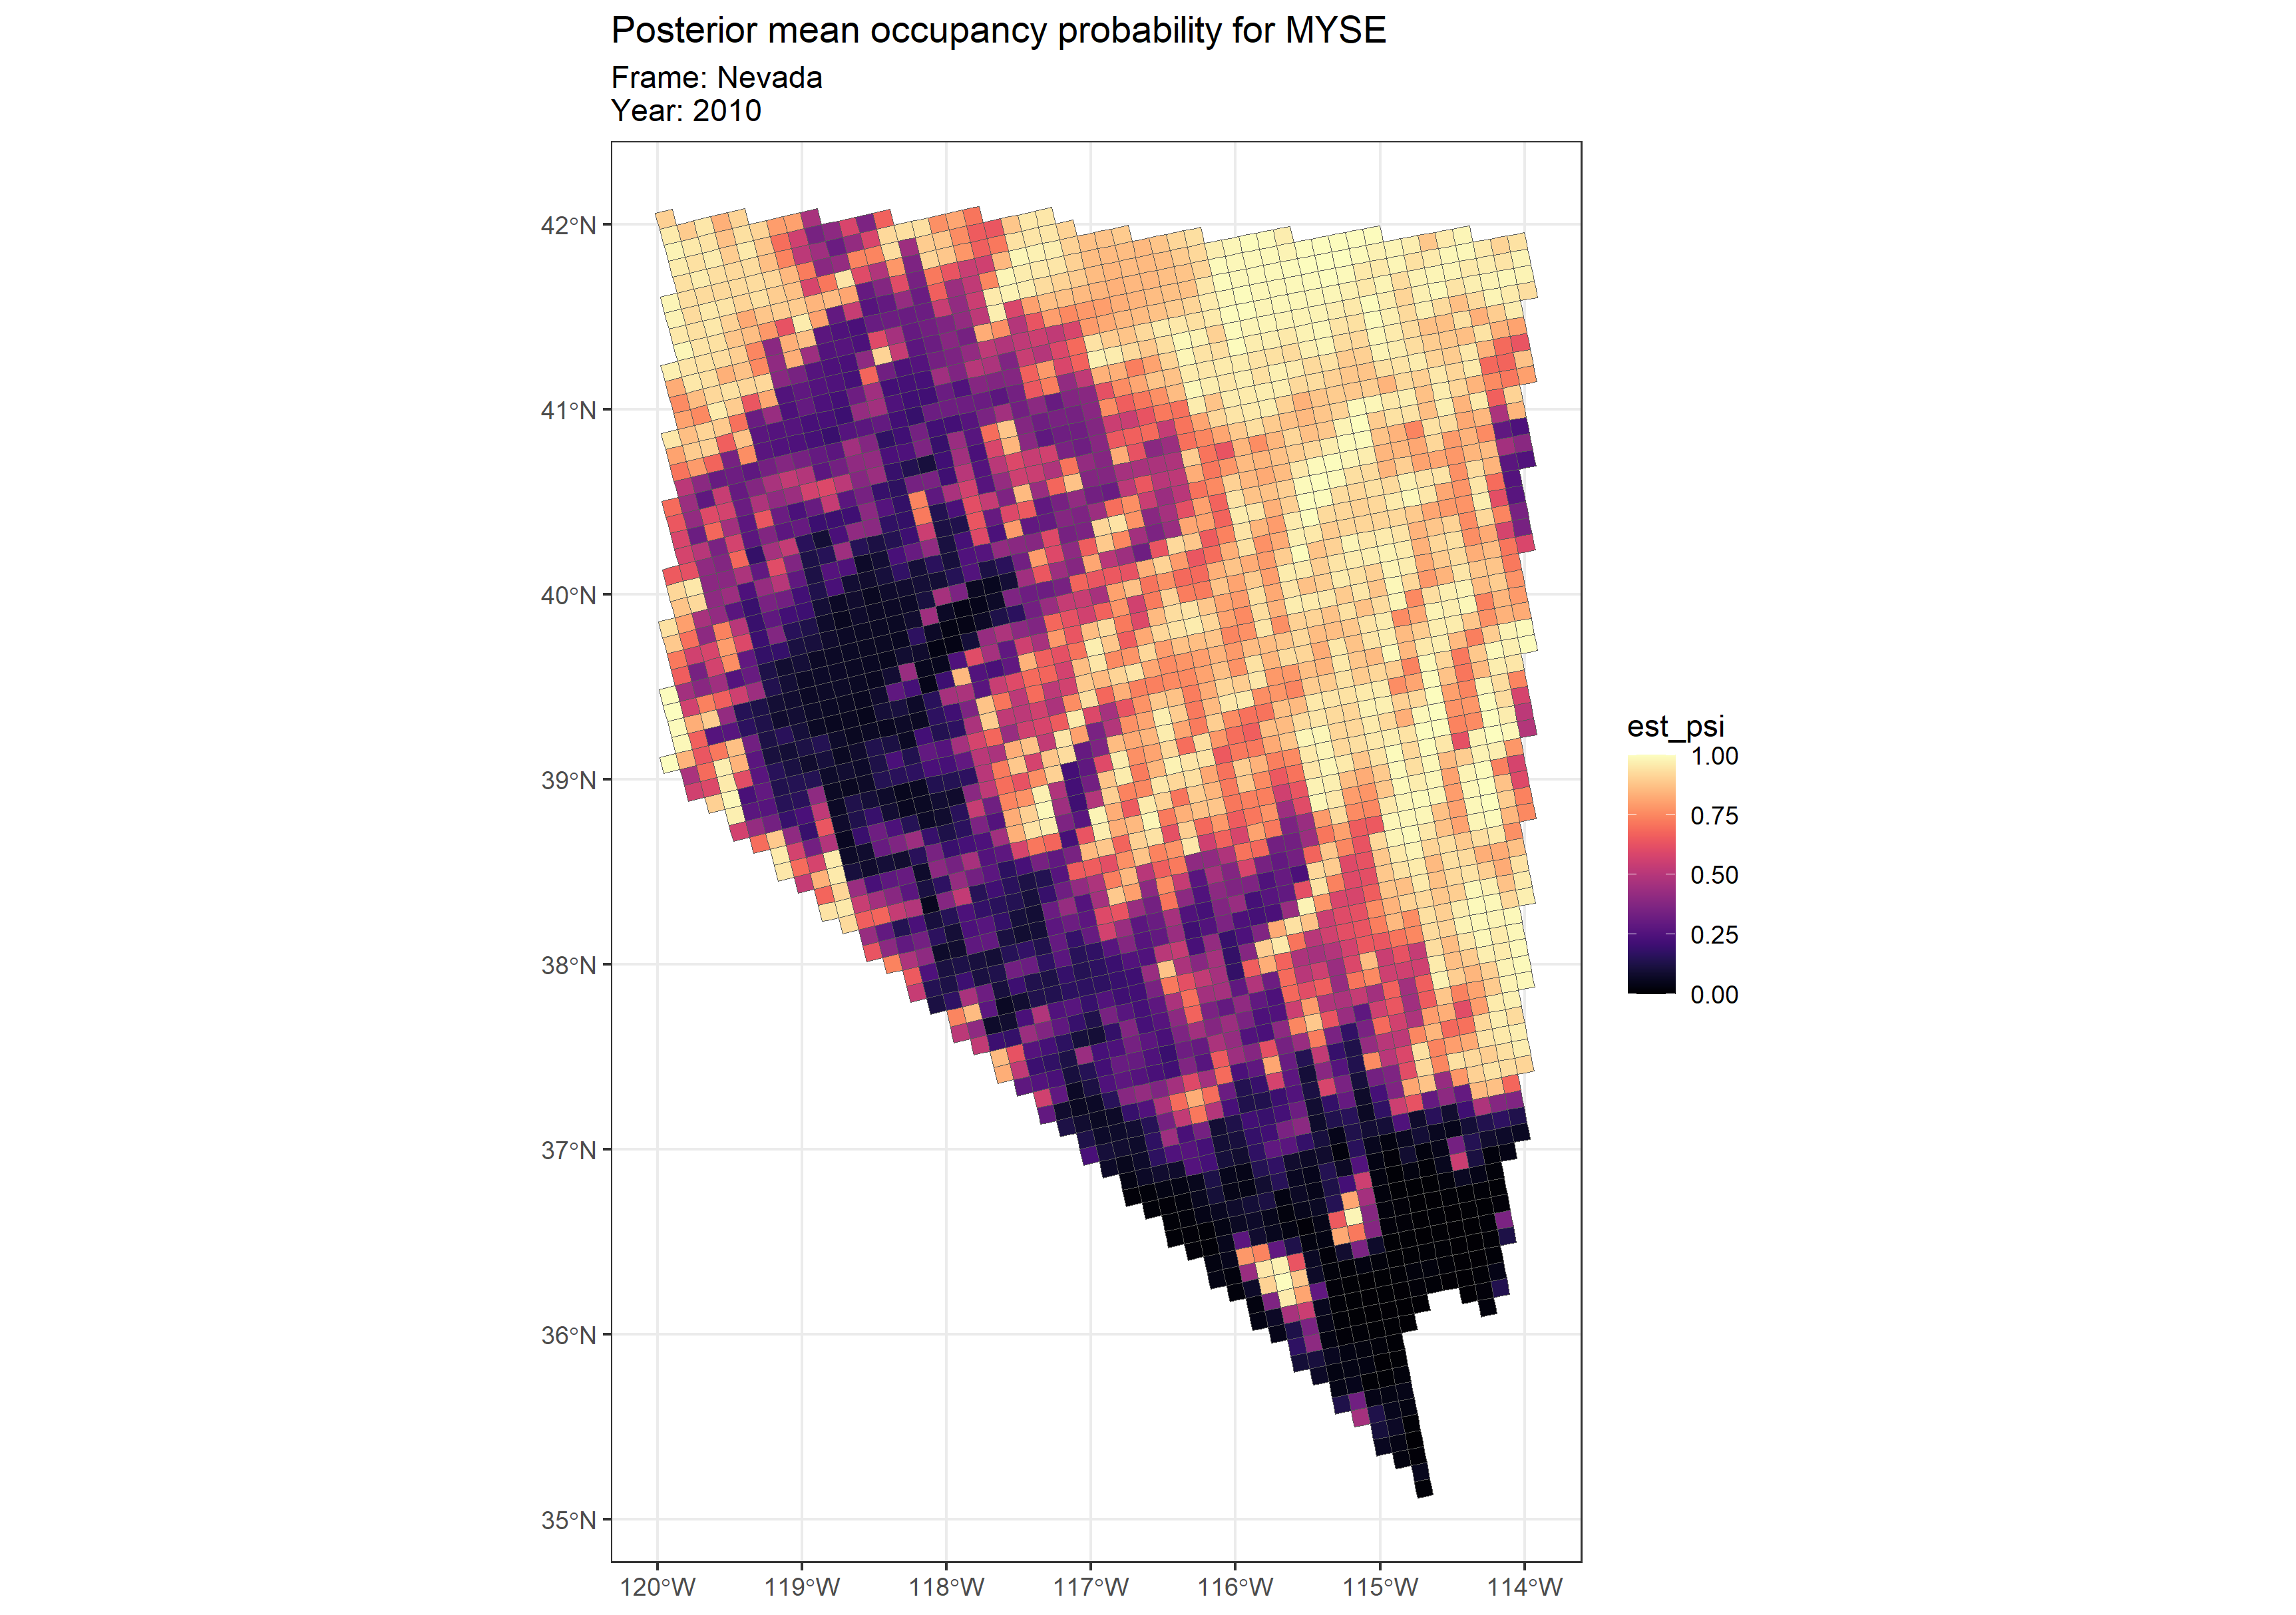 Posterior mean occupancy probability for MYSE
Frame: Nevada
Year: 2010
42°N
41°N
40°N
39°N
38°N
37°N
36°N
35°N
120°W 119°W 118°W 117°W 116°W 115°W 114°W
est_psi
1.00
0.75
0.50
0.25
0.00